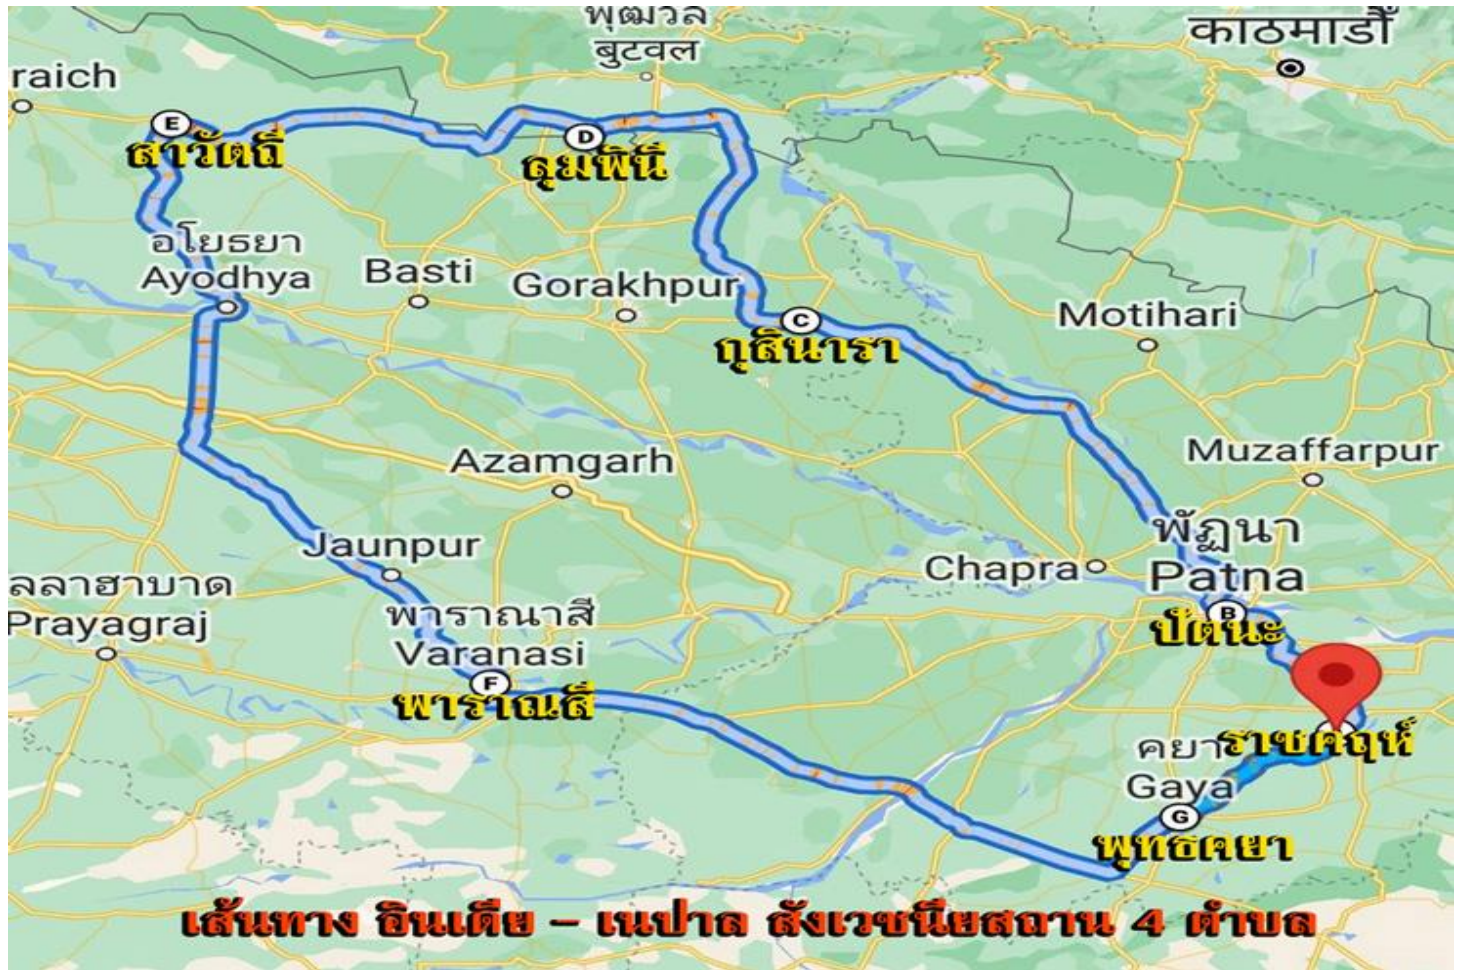 พุฒวัล
बुटवल
काठमाडौँ
raich
E
สาวัตถี
D
ลุมพินี
อโยธยา
Ayodhya
Basti
Gorakhpur
C
กุสินารา
Motihari
Azamgarh
Muzaffarpur
Jaunpur
พัฏนา
Patna
Chapra
B
ปัตนะ
ลลาฮาบาด
Prayagraj
พาราณาสี
Varanasi
F
พาราณสี
คยา
Gaya
ราชคฤห์
G
พุทธคยา
เส้นทาง อินเดีย – เนปาล สังเวชนียสถาน 4 ตำบล